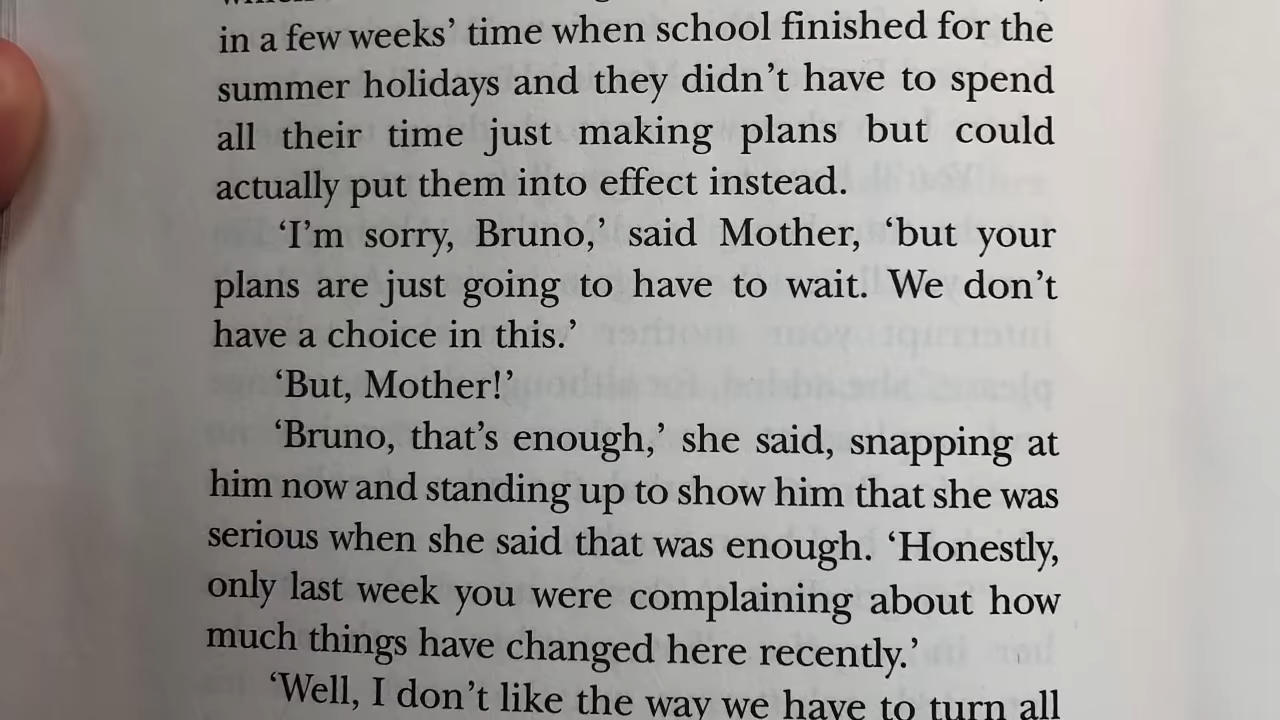 in a few weeks’ time when school finished for the
summer holidays and they didn’t have to spend
all their time just making plans but could
actually put them into effect instead.
‘I’m sorry, Bruno,’ said Mother, ‘but your
plans are just going to have to wait. We don’t
have a choice in this.’
‘But, Mother!’
‘Bruno, that’s enough,’ she said, snapping at
him now and standing up to show him that she was
serious when she said that was enough. ‘Honestly,
only last week you were complaining about how
much things have changed here recently.’
‘Well, I don’t like the way we have to turn all